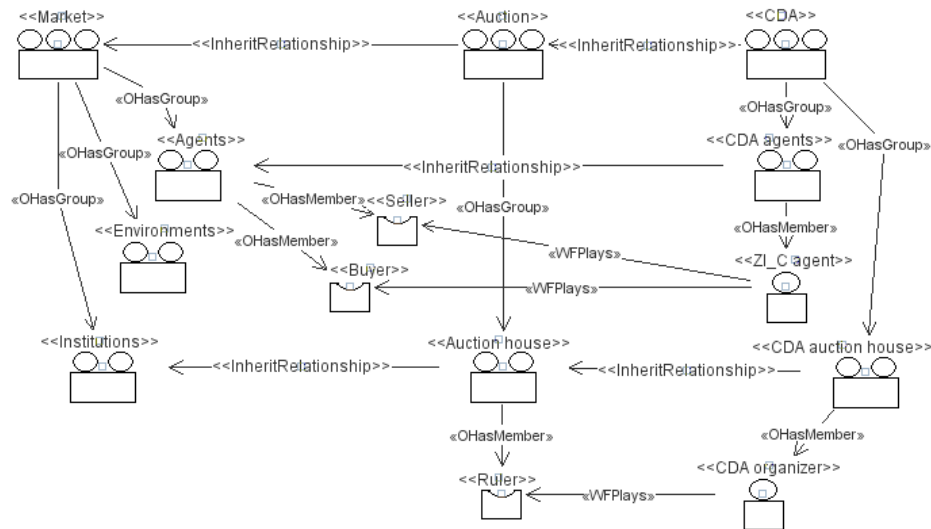 <<Market>>
<<Auction>>
<<CDA>>
<<InheritRelationship>>
<<InheritRelationship>>
«OHasGroup»
«OHasGroup»
<<Agents>>
<<CDA agents>>
«OHasGroup»
«OHasGroup»
<<InheritRelationship>>
«OHasGroup»
«OHasMember»
<<Seller>>
«OHasGroup»
«OHasMember»
<<Environments>>
«OHasMember»
«WFPlays»
<<ZI_C agent>>
<<Buyer>>
«WFPlays»
<<Institutions>>
<<Auction house>>
<<CDA auction house>>
<<InheritRelationship>>
<<InheritRelationship>>
«OHasMember»
«OHasMember»
<<CDA organizer>>
<<Ruler>>
«WFPlays»